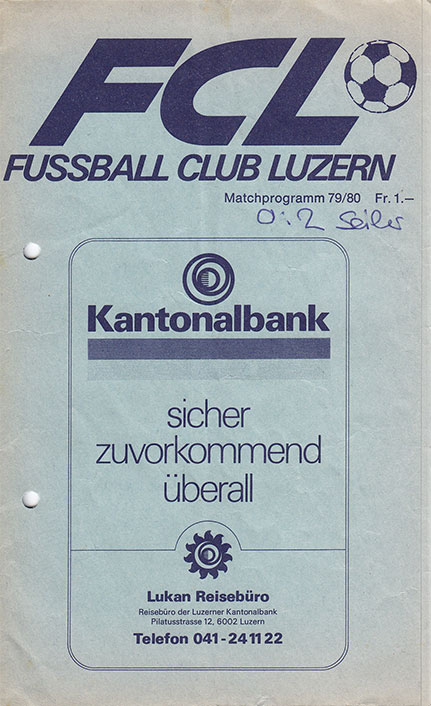 FCL
FUSSBALL CLUB LUZERN
Matchprogramm 79/80 Fr. 1.–
0:2 Seiler
Kantonalbank
sicher
zuvorkommend
überall
Lukan Reisebüro
Reisebüro der Luzerner Kantonalbank
Pilatusstrasse 12, 6002 Luzern
Telefon 041-24 11 22